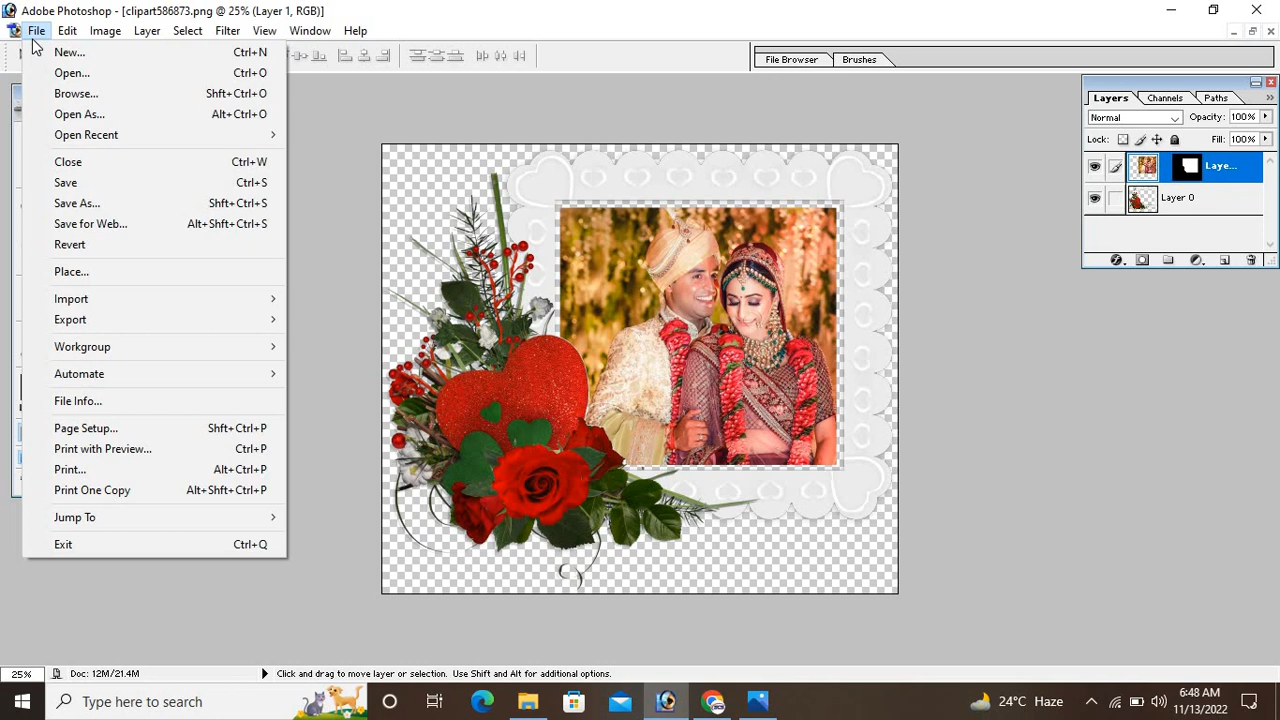 Adobe Photoshop - [clipart586873.png @ 25% (Layer 1, RGB)]
File Edit Image Layer Select Filter View Window Help
New... Ctrl+N
Open... Ctrl+O
Browse... Shft+Ctrl+O
Open As... Alt+Ctrl+O
Open Recent
Close Ctrl+W
Save Ctrl+S
Save As... Shft+Ctrl+S
Save for Web... Alt+Shft+Ctrl+S
Revert
Place...
Import
Export
Workgroup
Automate
File Info...
Page Setup... Shft+Ctrl+P
Print with Preview... Ctrl+P
Print... Alt+Ctrl+P
Print One Copy Alt+Shft+Ctrl+P
Jump To
Exit Ctrl+Q
File Browser Brushes
Layers Channels Paths
Normal Opacity: 100%
Lock: Fill: 100%
Laye...
Layer 0
25% Doc: 12M/21.4M Click and drag to move layer or selection. Use Shift and Alt for additional options.
Type here to search 24°C Haze 6:48 AM
11/13/2022